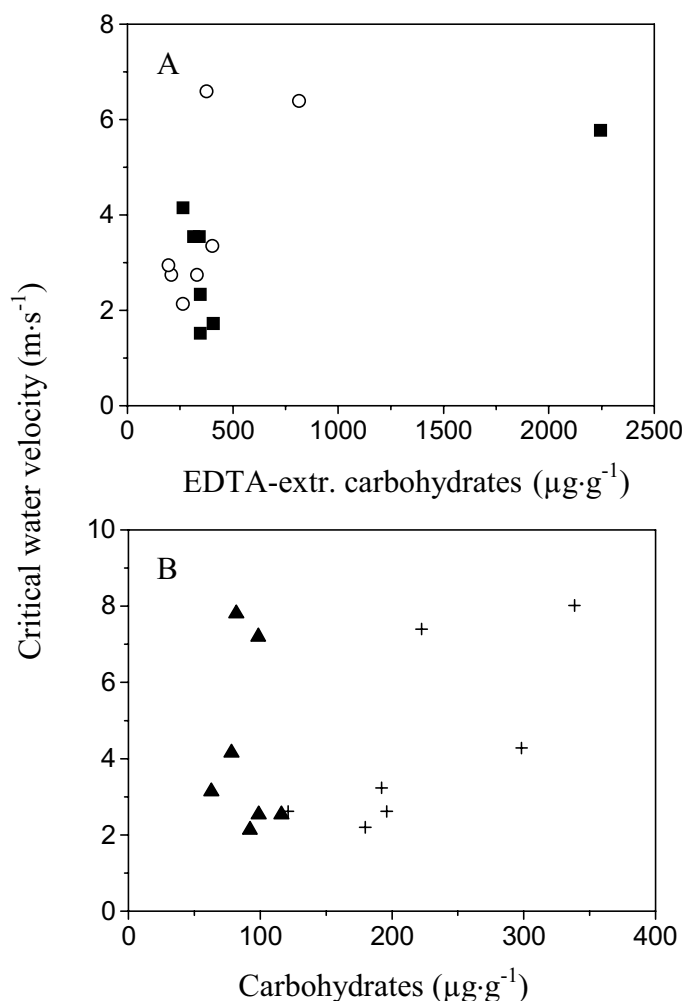 8
6
4
2
0
A
0 500 1000 1500 2000 2500
EDTA-extr. carbohydrates (µg·g⁻¹)
Critical water velocity (m·s⁻¹)
10
8
6
4
2
0
B
0 100 200 300 400
Carbohydrates (µg·g⁻¹)